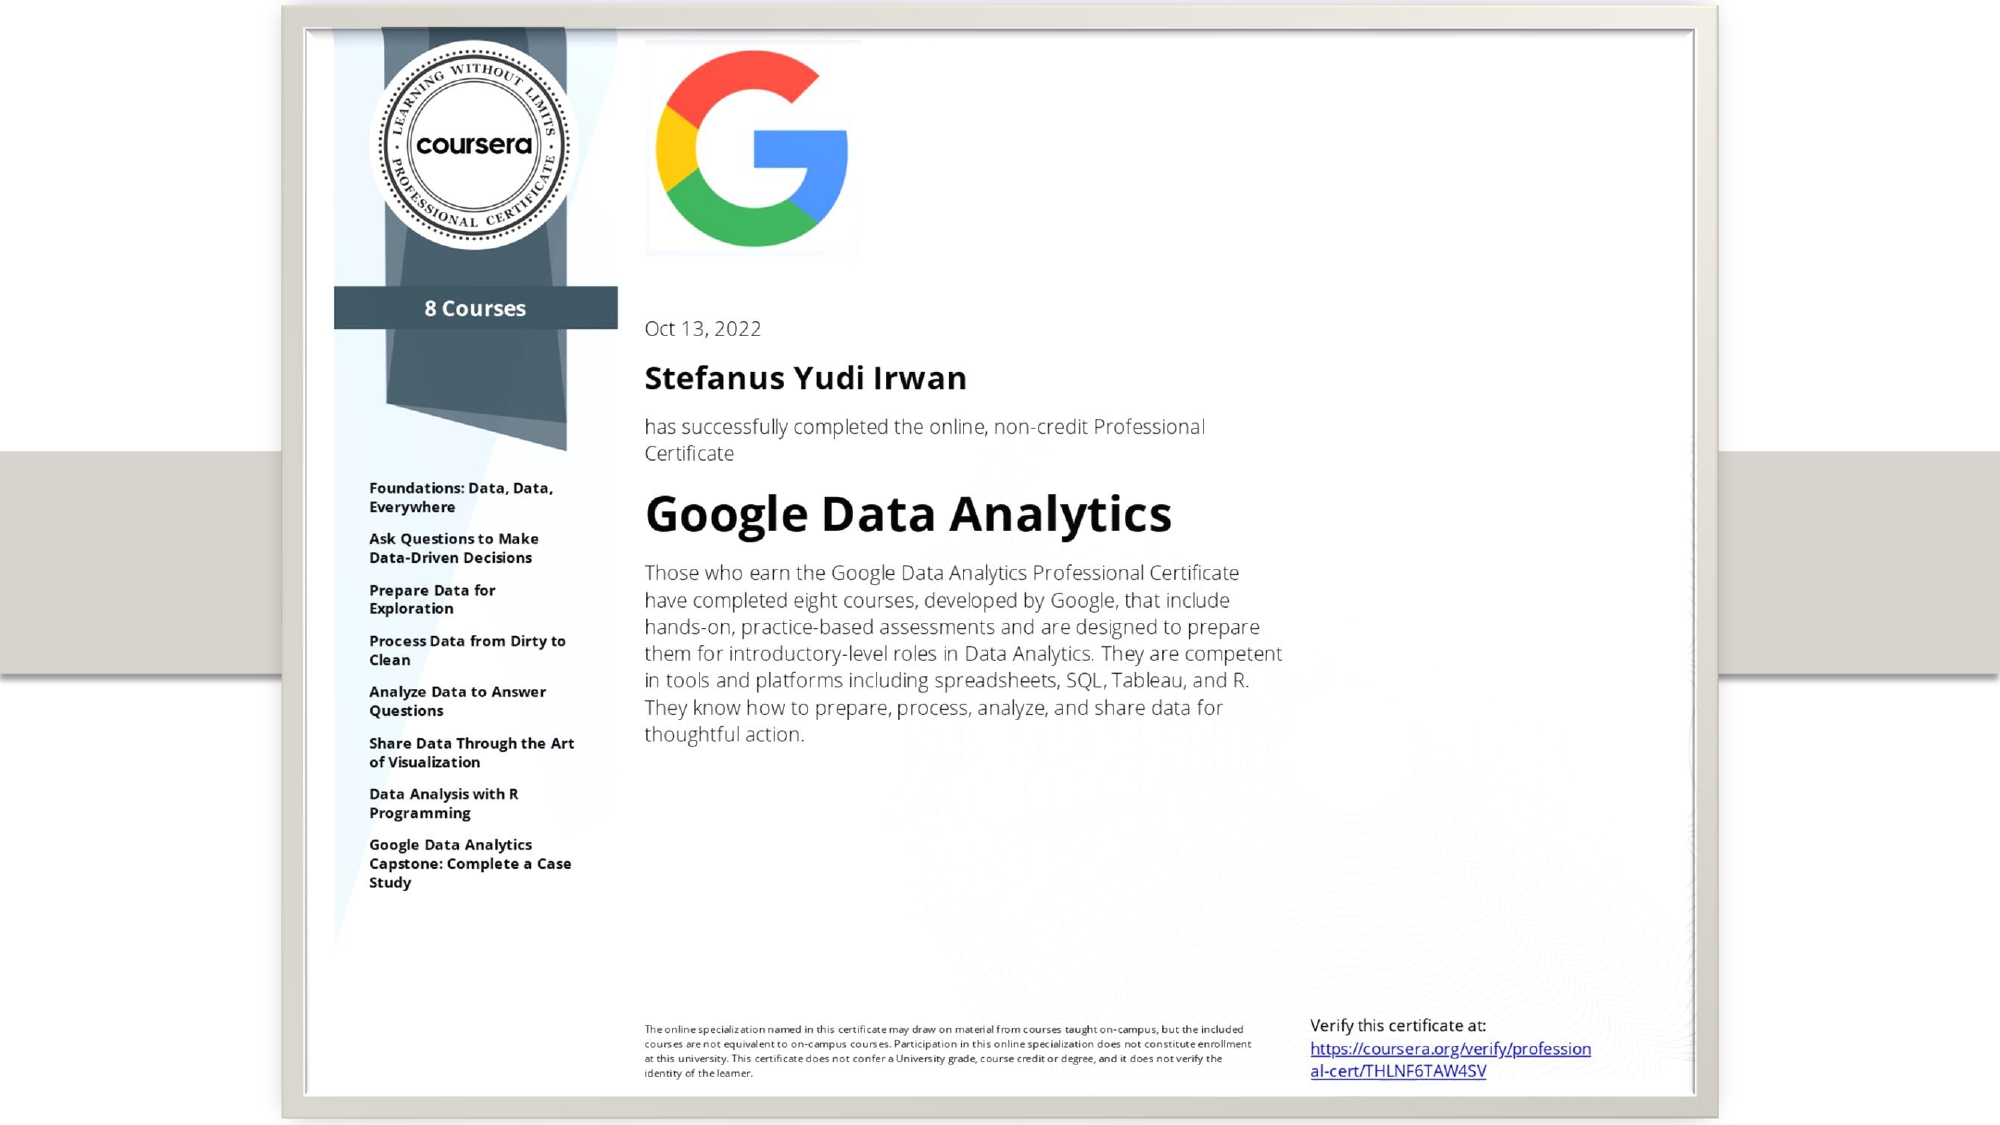 LEARNING WITHOUT LIMITS
coursera
PROFESSIONAL CERTIFICATE
8 Courses
Foundations: Data, Data,
Everywhere
Ask Questions to Make
Data-Driven Decisions
Prepare Data for
Exploration
Process Data from Dirty to
Clean
Analyze Data to Answer
Questions
Share Data Through the Art
of Visualization
Data Analysis with R
Programming
Google Data Analytics
Capstone: Complete a Case
Study
Oct 13, 2022
Stefanus Yudi Irwan
has successfully completed the online, non-credit Professional
Certificate
Google Data Analytics
Those who earn the Google Data Analytics Professional Certificate
have completed eight courses, developed by Google, that include
hands-on, practice-based assessments and are designed to prepare
them for introductory-level roles in Data Analytics. They are competent
in tools and platforms including spreadsheets, SQL, Tableau, and R.
They know how to prepare, process, analyze, and share data for
thoughtful action.
The online specialization named in this certificate may draw on material from courses taught on-campus, but the included
courses are not equivalent to on-campus courses. Participation in this online specialization does not constitute enrollment
at this university. This certificate does not confer a University grade, course credit or degree, and it does not verify the
identity of the learner.
Verify this certificate at:
https://coursera.org/verify/profession
al-cert/THLNF6TAW4SV